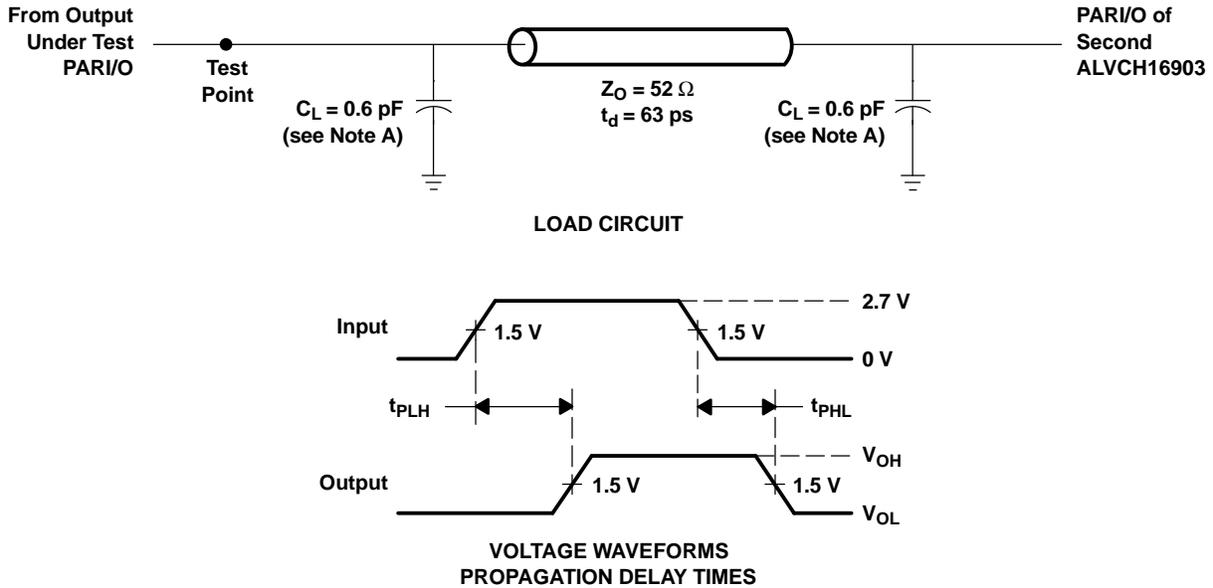 From Output
Under Test
PARI/O
Test
Point
C_L = 0.6 pF
(see Note A)
Z_O = 52 Ω
t_d = 63 ps
C_L = 0.6 pF
(see Note A)
PARI/O of
Second
ALVCH16903
LOAD CIRCUIT
Input
1.5 V
1.5 V
2.7 V
0 V
t_PLH
t_PHL
Output
1.5 V
1.5 V
V_OH
V_OL
VOLTAGE WAVEFORMS
PROPAGATION DELAY TIMES